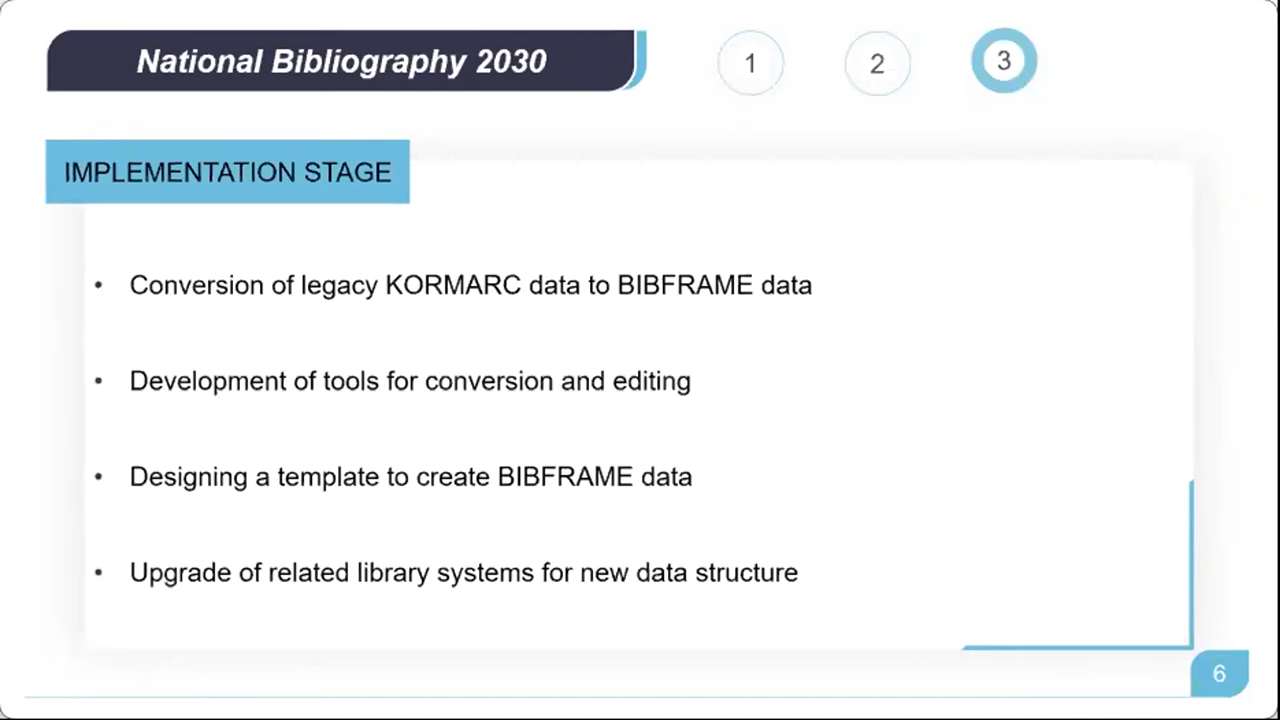 National Bibliography 2030
1 2 3
IMPLEMENTATION STAGE
• Conversion of legacy KORMARC data to BIBFRAME data
• Development of tools for conversion and editing
• Designing a template to create BIBFRAME data
• Upgrade of related library systems for new data structure
6